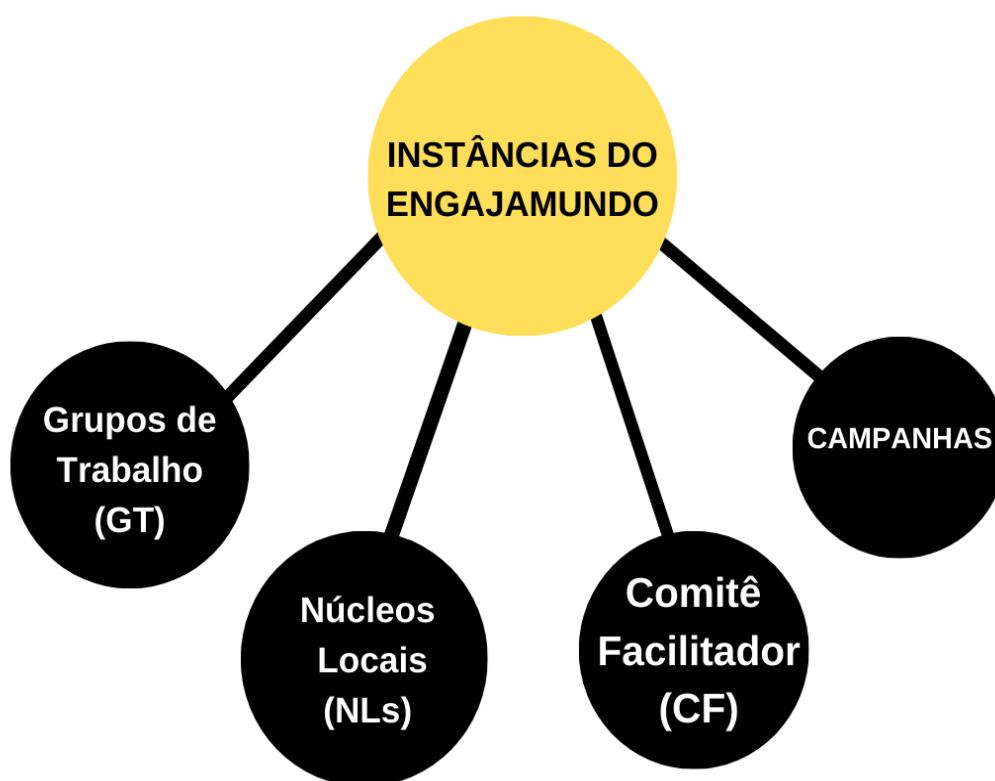 INSTÂNCIAS DO
ENGAJAMUNDO
Grupos de
Trabalho
(GT)
Núcleos
Locais
(NLs)
Comitê
Facilitador
(CF)
CAMPANHAS